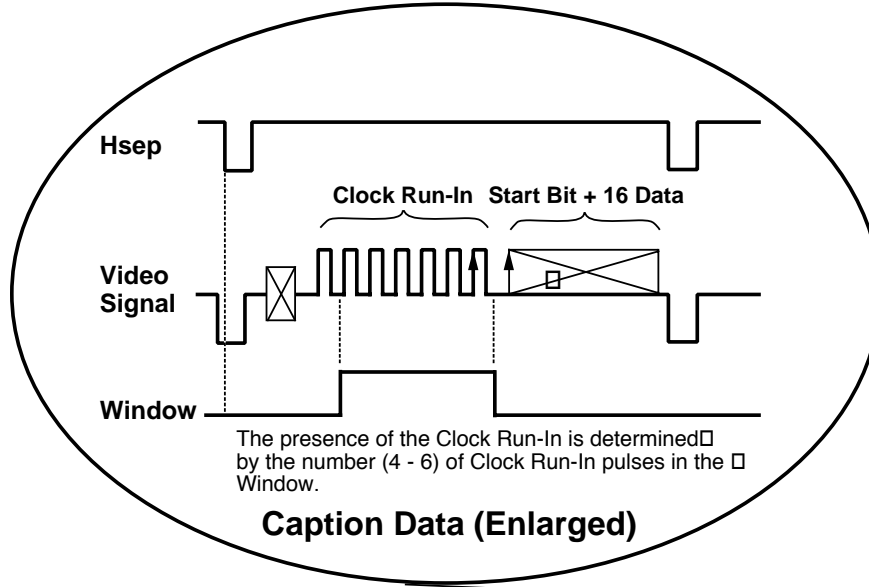 Hsep
Clock Run-In
Start Bit + 16 Data
Video
Signal
Window
The presence of the Clock Run-In is determined□
by the number (4 - 6) of Clock Run-In pulses in the □
Window.
Caption Data (Enlarged)